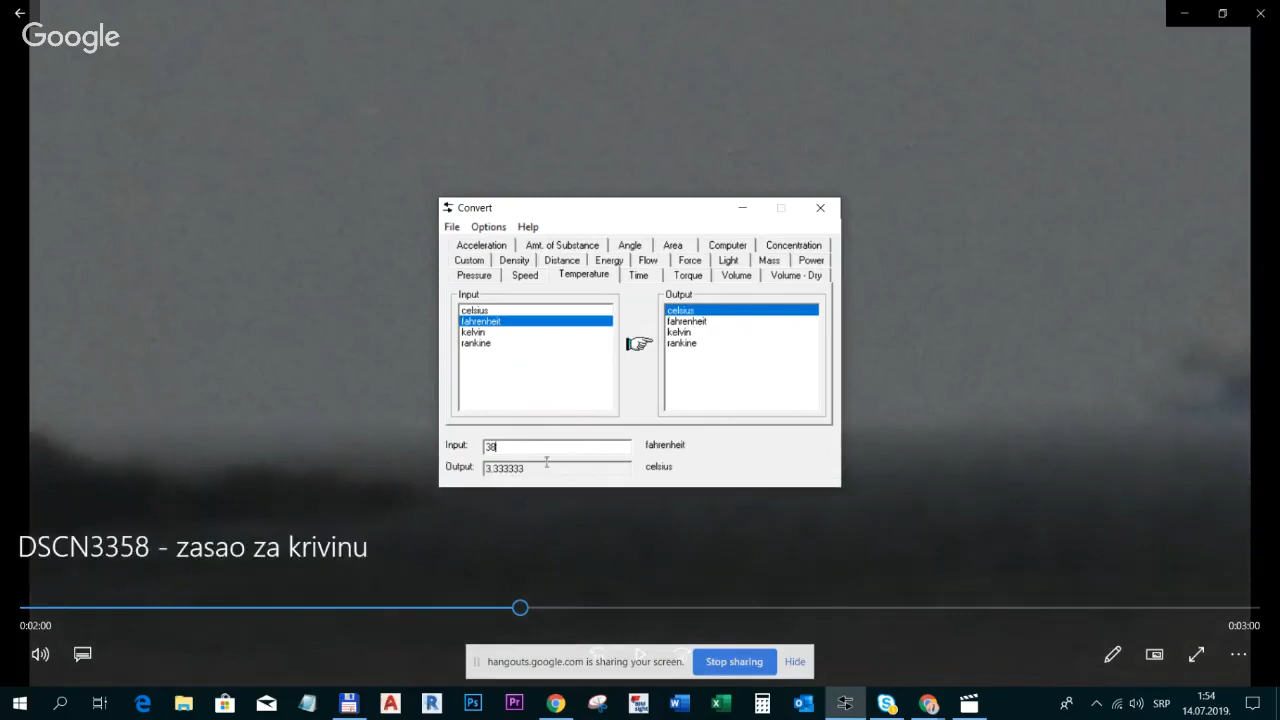 Google
Convert
File Options Help
Acceleration Amt. of Substance Angle Area Computer Concentration
Custom Density Distance Energy Flow Force Light Mass Power
Pressure Speed Temperature Time Torque Volume Volume - Dry
Input Output
celsius celsius
fahrenheit fahrenheit
kelvin kelvin
rankine rankine
Input: 38 fahrenheit
Output: 3.333333 celsius
DSCN3358 - zasao za krivinu
0:02:00 0:03:00
hangouts.google.com is sharing your screen. Stop sharing Hide
SRP 1:54
14.07.2019.